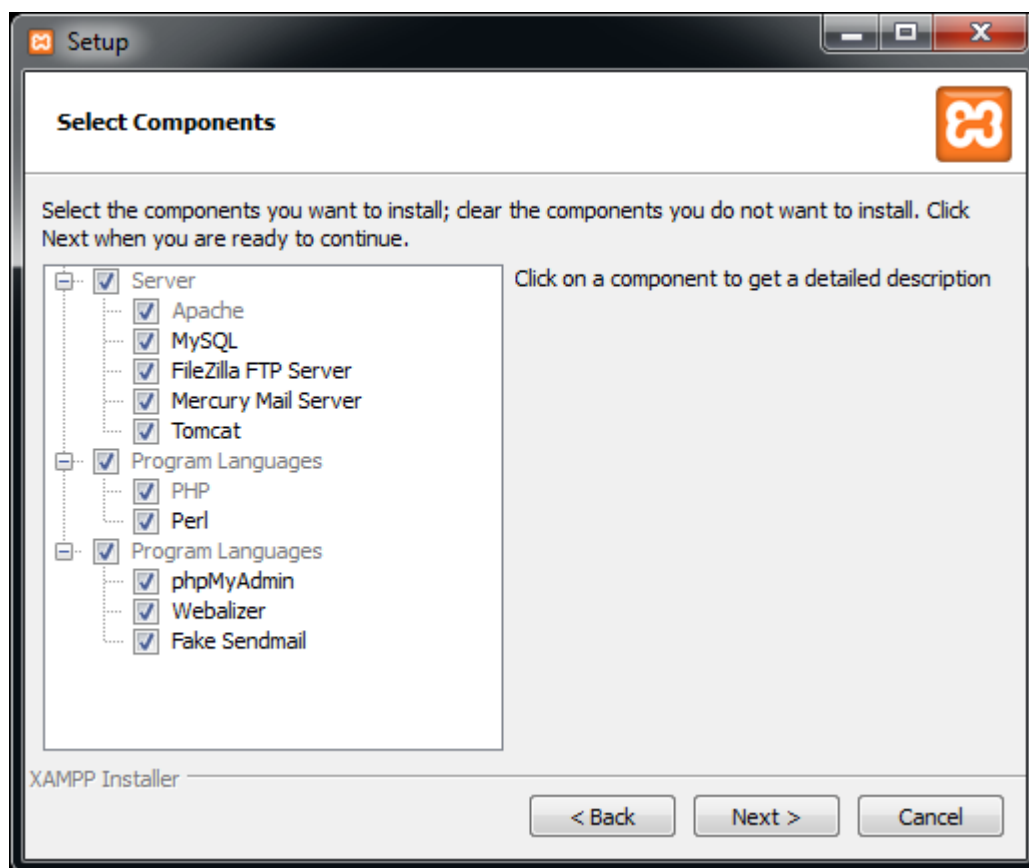 Setup
Select Components
Select the components you want to install; clear the components you do not want to install. Click
Next when you are ready to continue.
Server
Apache
MySQL
FileZilla FTP Server
Mercury Mail Server
Tomcat
Program Languages
PHP
Perl
Program Languages
phpMyAdmin
Webalizer
Fake Sendmail
Click on a component to get a detailed description
XAMPP Installer
< Back
Next >
Cancel